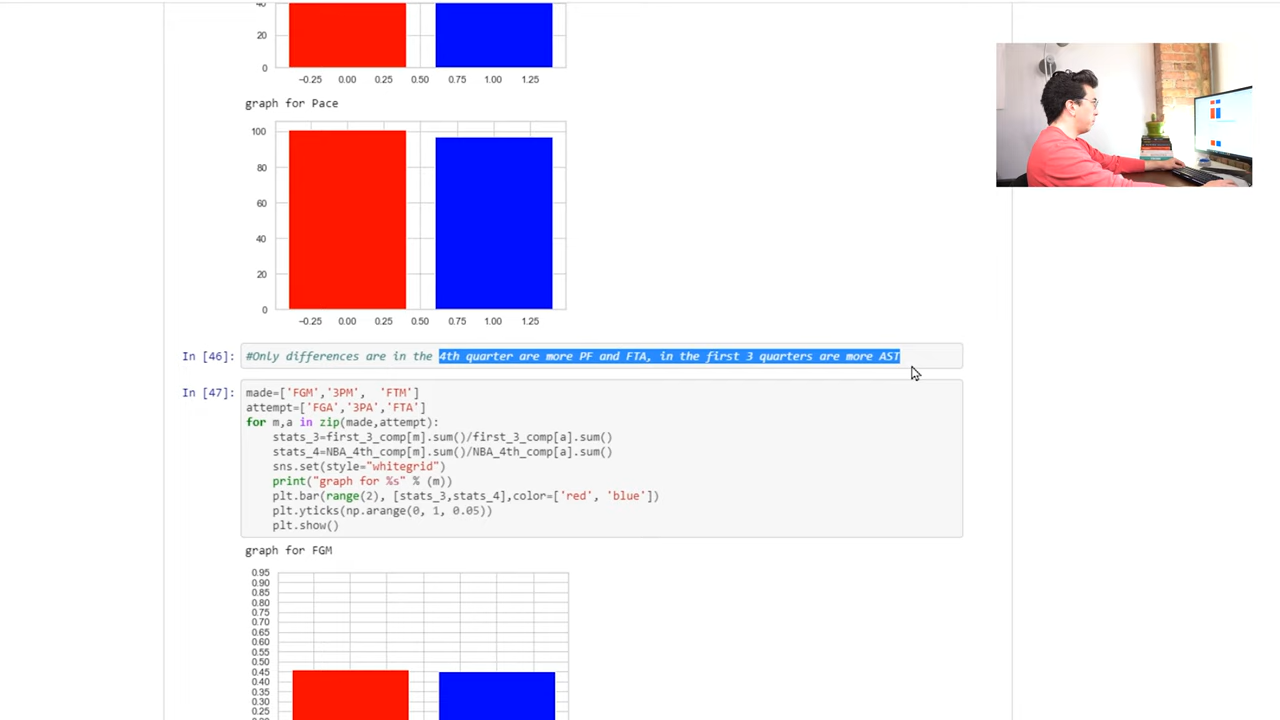 40
20
0
−0.25 0.00 0.25 0.50 0.75 1.00 1.25
graph for Pace
100
80
60
40
20
0
−0.25 0.00 0.25 0.50 0.75 1.00 1.25
In [46]: #Only differences are in the 4th quarter are more PF and FTA, in the first 3 quarters are more AST
In [47]: made=['FGM','3PM', 'FTM']
attempt=['FGA','3PA','FTA']
for m,a in zip(made,attempt):
stats_3=first_3_comp[m].sum()/first_3_comp[a].sum()
stats_4=NBA_4th_comp[m].sum()/NBA_4th_comp[a].sum()
sns.set(style="whitegrid")
print("graph for %s" % (m))
plt.bar(range(2), [stats_3,stats_4],color=['red', 'blue'])
plt.yticks(np.arange(0, 1, 0.05))
plt.show()
graph for FGM
0.95
0.90
0.85
0.80
0.75
0.70
0.65
0.60
0.55
0.50
0.45
0.40
0.35
0.30
0.25